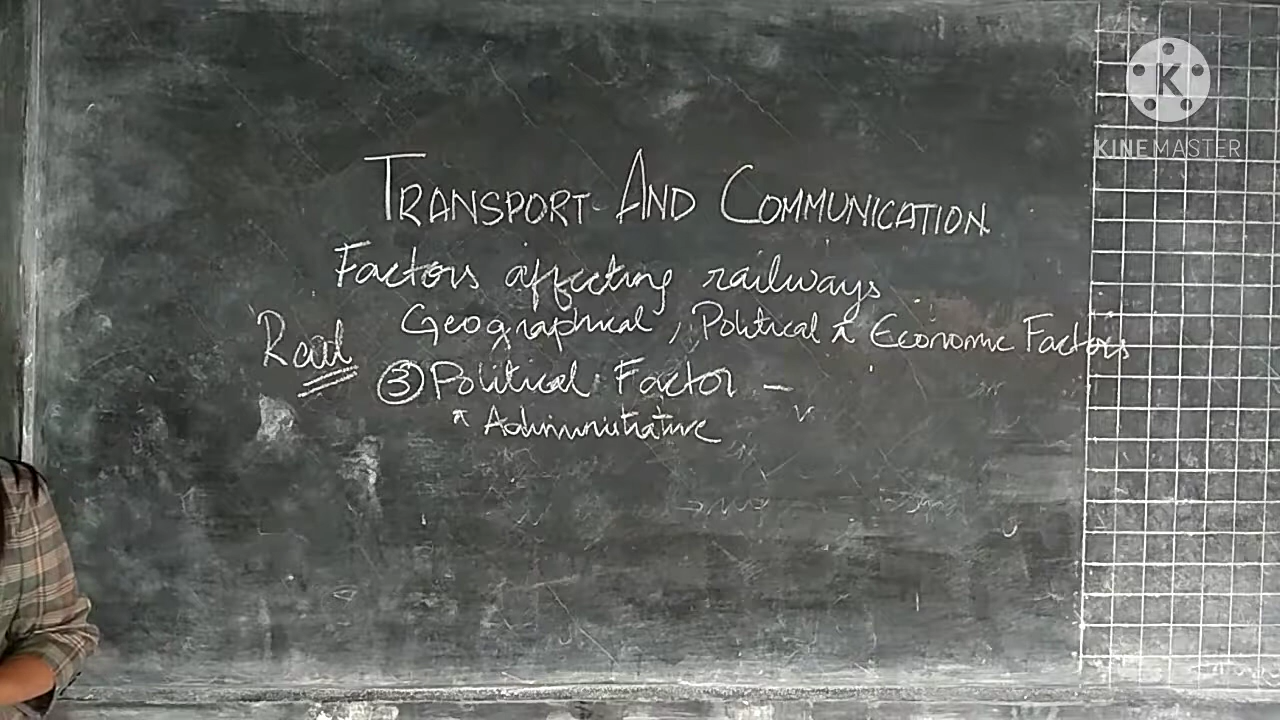 K
KINEMASTER
TRANSPORT AND COMMUNICATION
Factors affecting railways
Geographical, Political & Economic Factors
Rail
③ Political Factor –
& Administrative